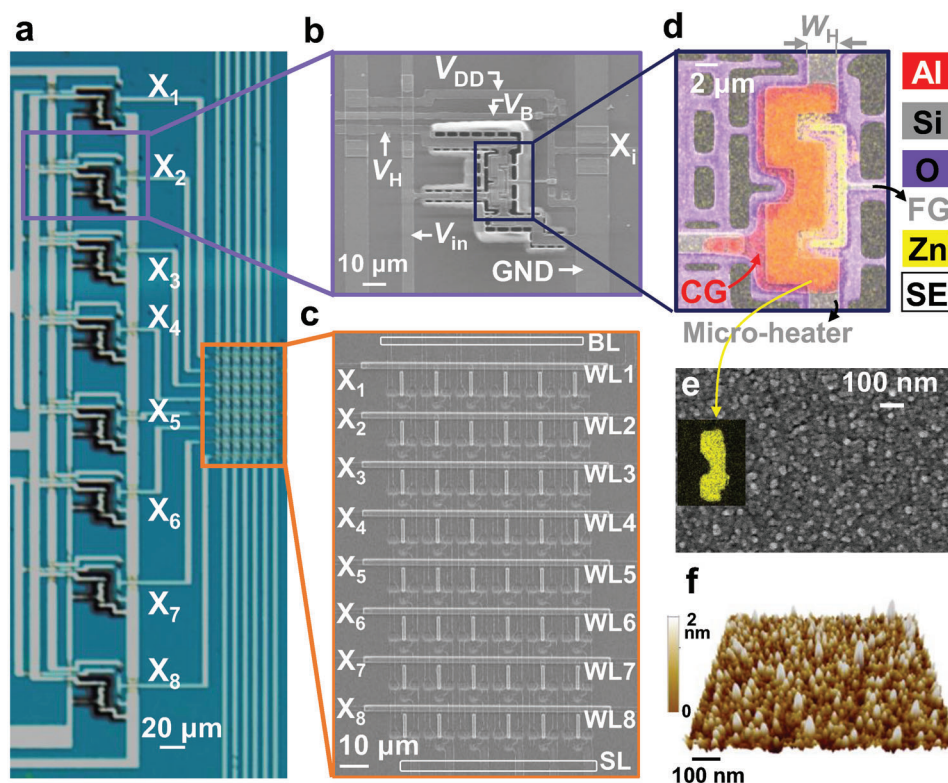 a
X1
X2
X3
X4
X5
X6
X7
X8
20 µm
b
VDD
VB
VH
Xi
Vin
10 µm
GND
c
BL
X1 WL1
X2 WL2
X3 WL3
X4 WL4
X5 WL5
X6 WL6
X7 WL7
X8 WL8
10 µm
SL
d
WH
2 µm
CG
Micro-heater
Al
Si
O
FG
Zn
SE
e
100 nm
f
2
nm
0
100 nm